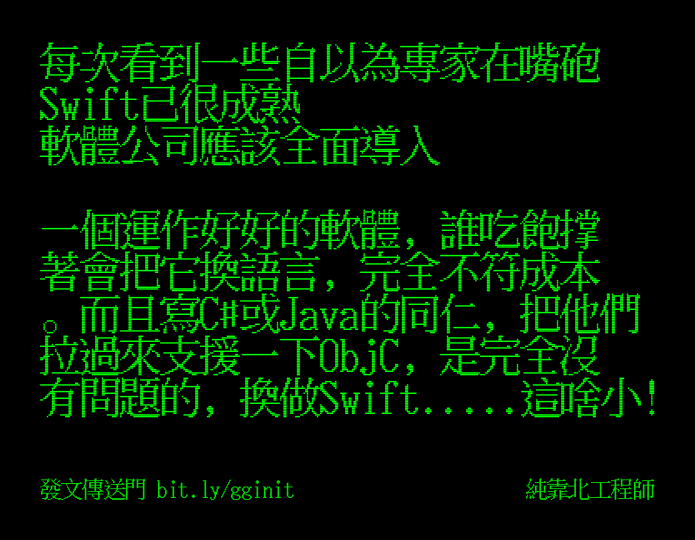 每次看到一些自以為專家在嘴砲
Swift已很成熟
軟體公司應該全面導入
一個運作好好的軟體, 誰吃飽撐
著會把它換語言, 完全不符成本
。而且寫C#或Java的同仁, 把他們
拉過來支援一下ObjC, 是完全沒
有問題的, 換做Swift.....這啥小!
發文傳送門 bit.ly/gginit
純靠北工程師